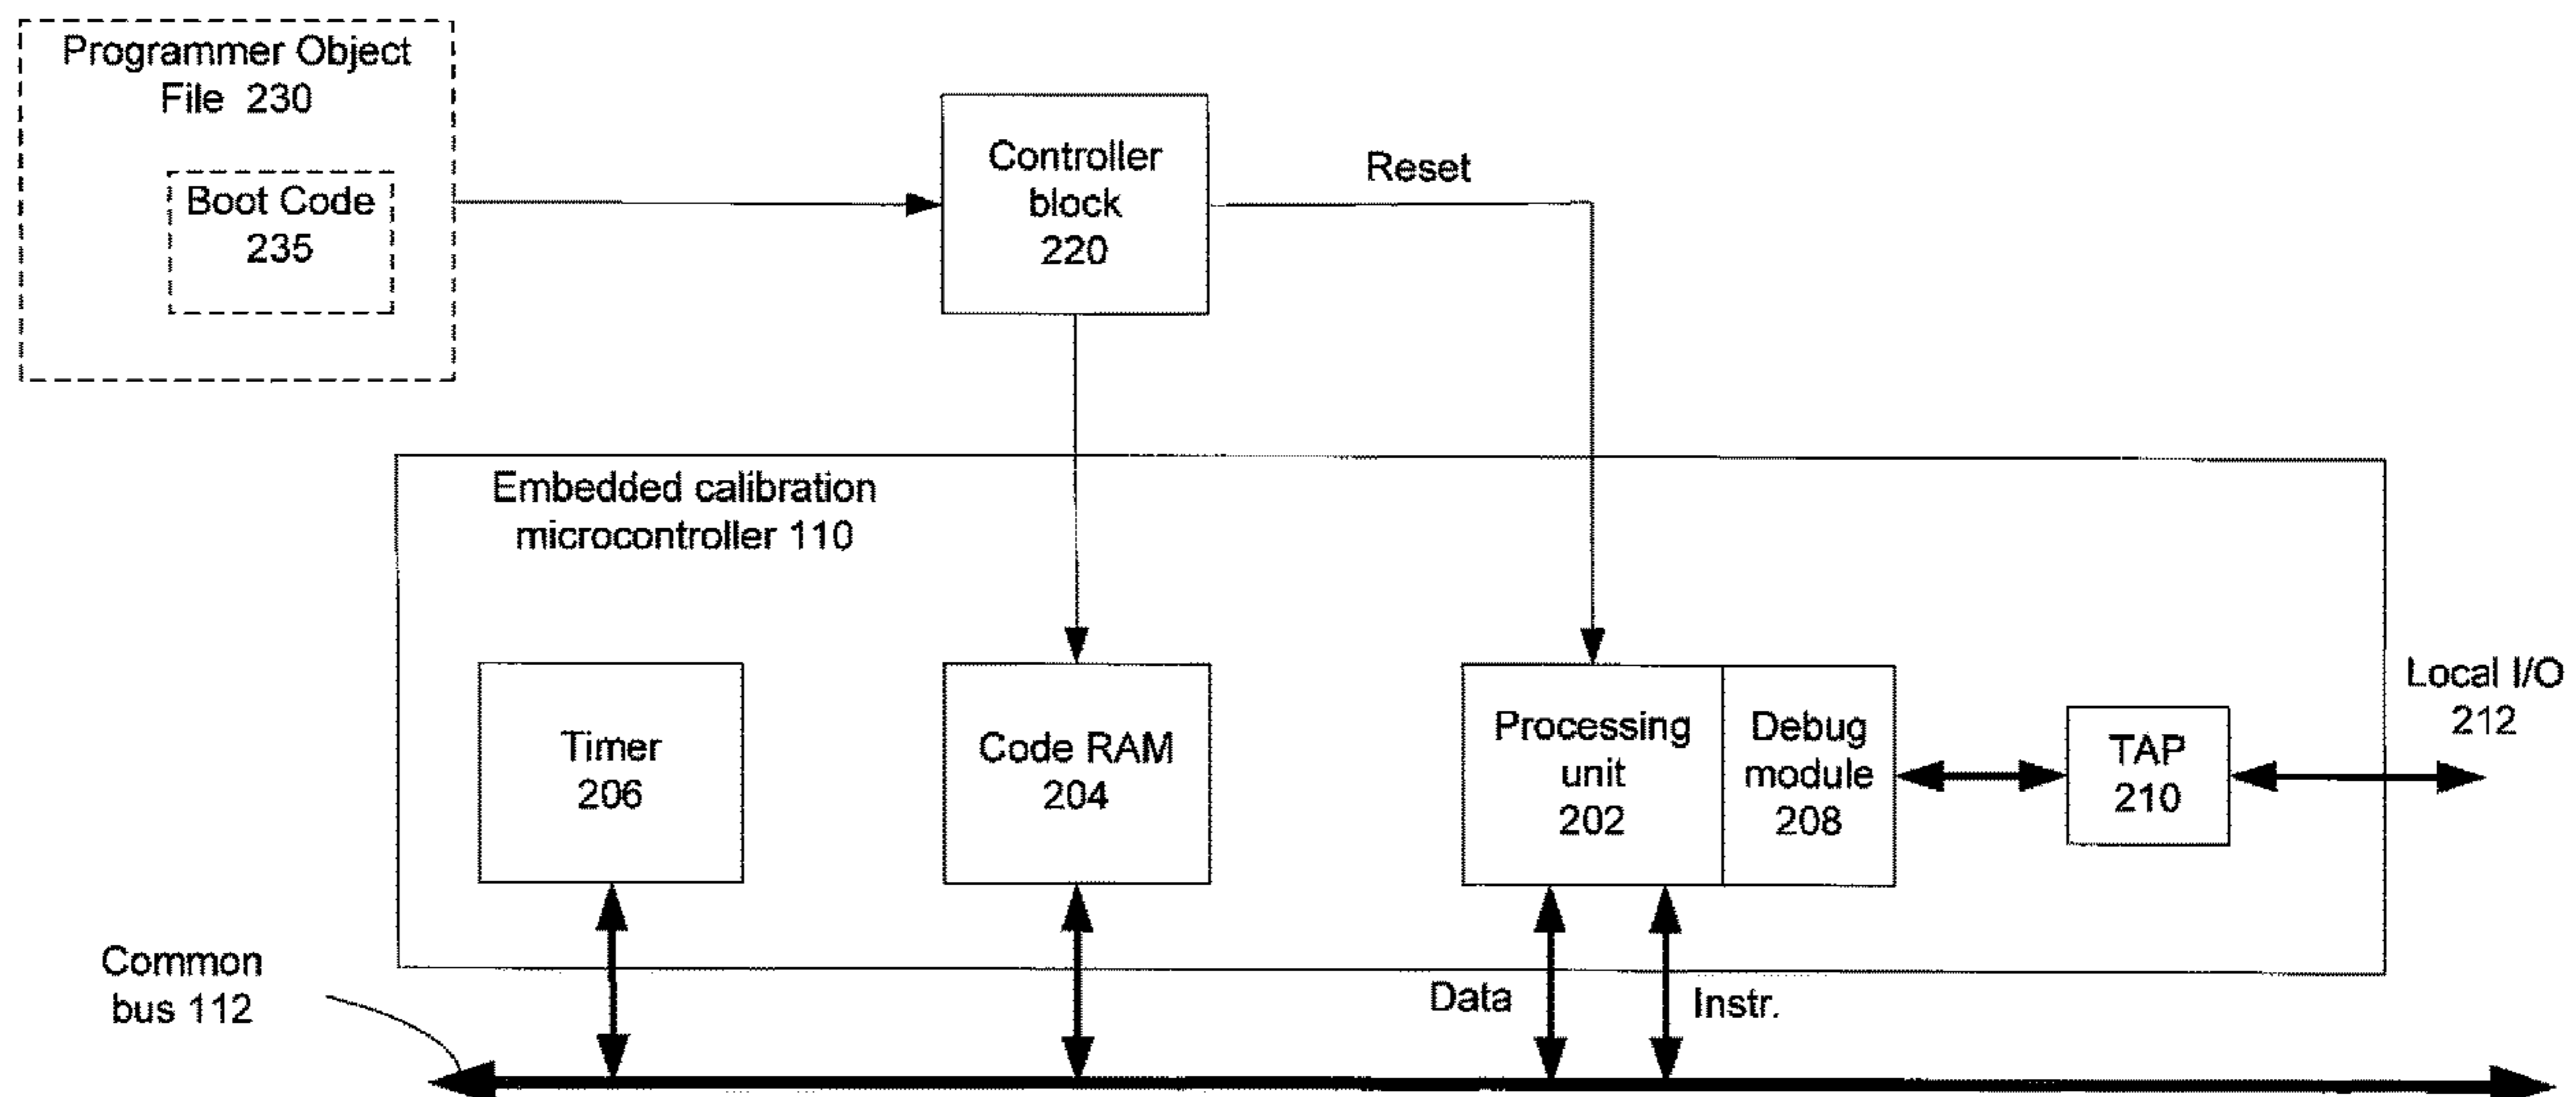 Programmer Object
File 230
Boot Code
235
Controller
block
220
Reset
Embedded calibration
microcontroller 110
Timer
206
Code RAM
204
Processing
unit
202
Debug
module
208
TAP
210
Local I/O
212
Common
bus 112
Data
Instr.